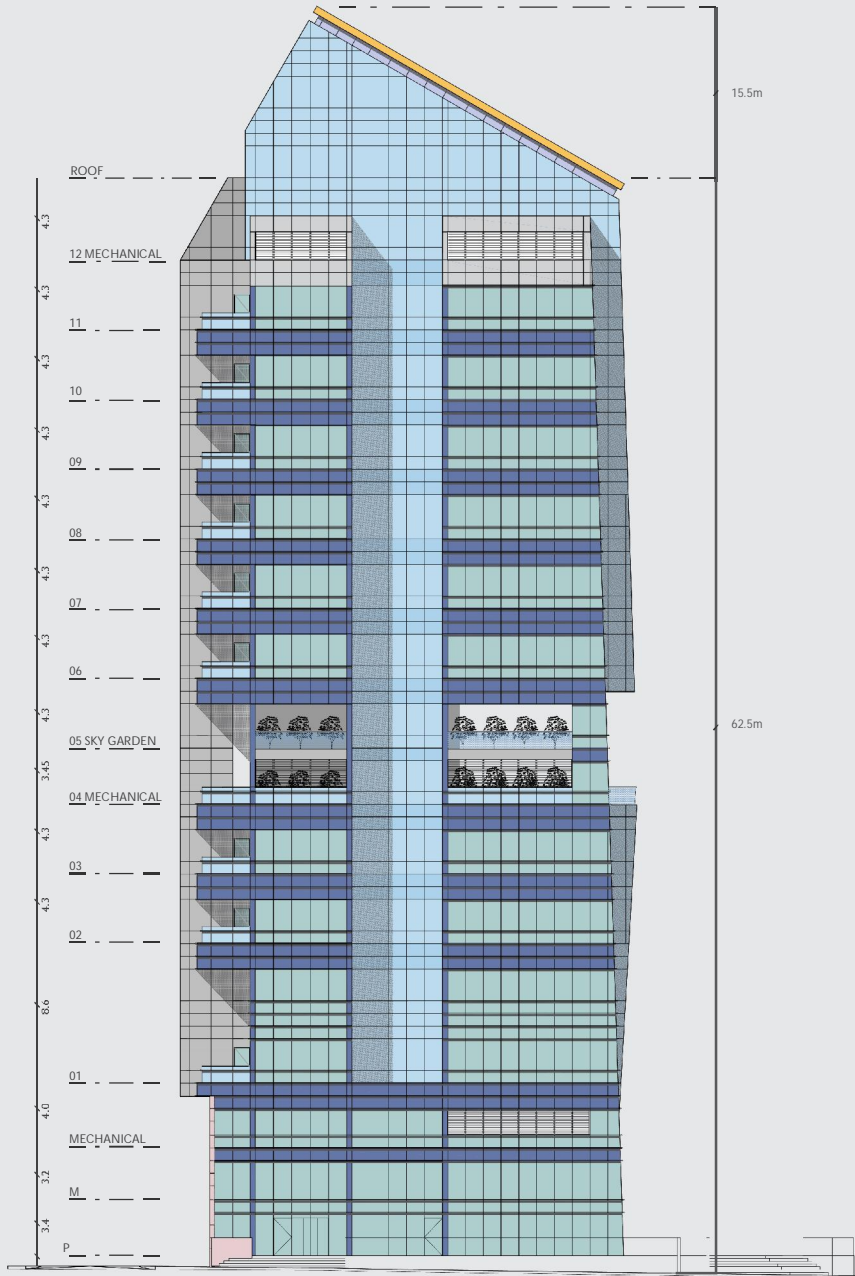 15.5m
ROOF
4.3
12 MECHANICAL
4.3
11
4.3
10
4.3
09
4.3
08
4.3
07
4.3
06
4.3
62.5m
05 SKY GARDEN
3.45
04 MECHANICAL
4.3
03
4.3
02
8.6
01
4.0
MECHANICAL
3.2
M
3.4
P